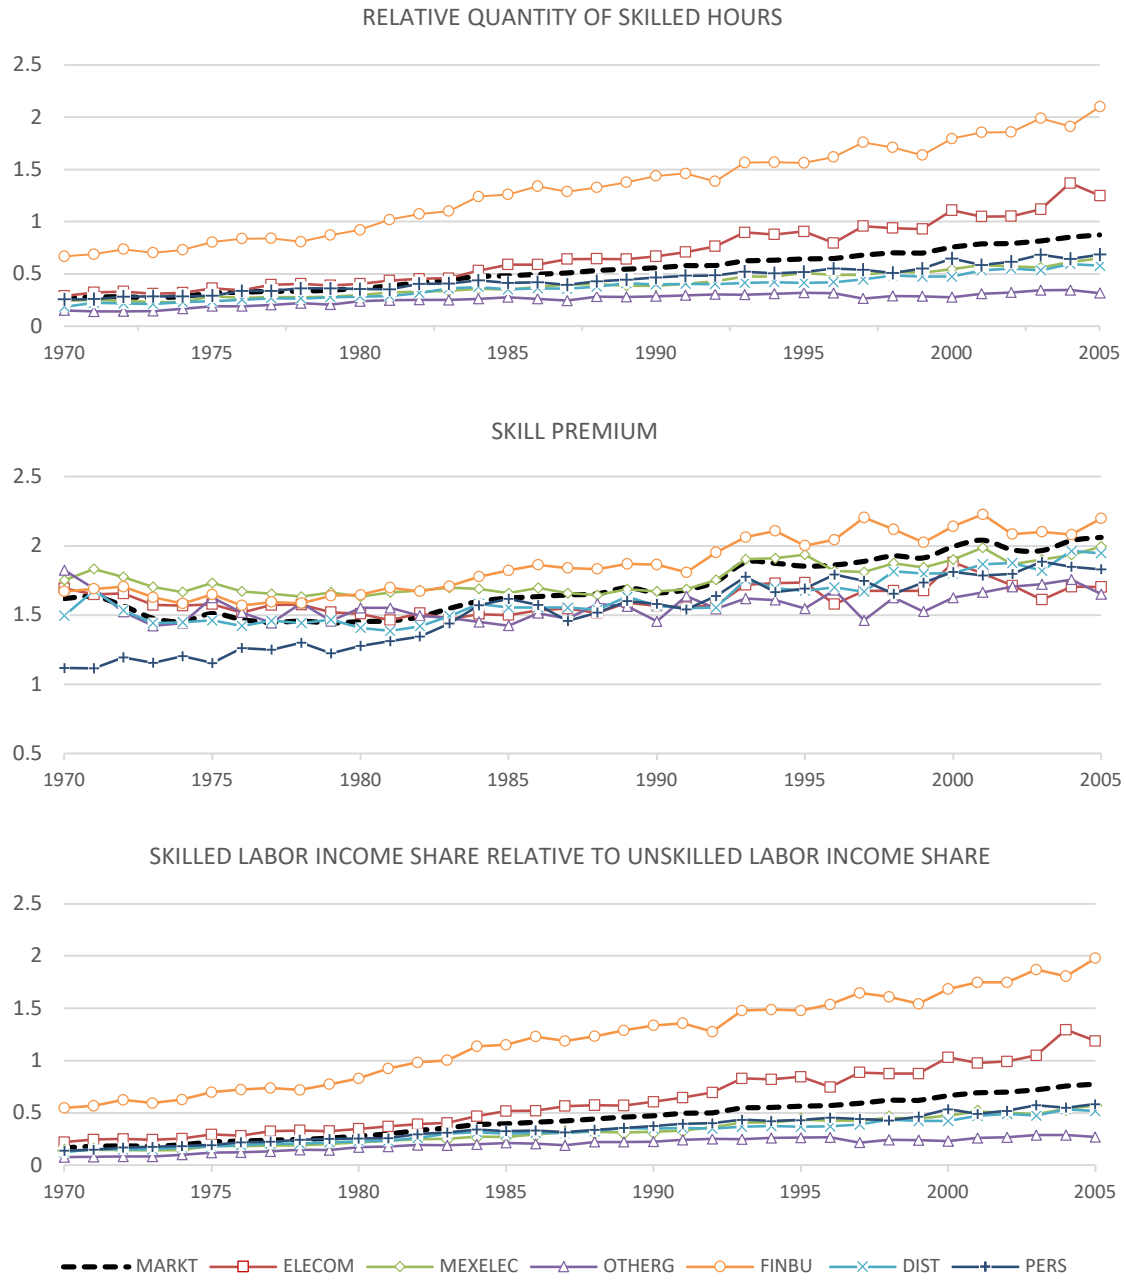 RELATIVE QUANTITY OF SKILLED HOURS
2.5
2
1.5
1
0.5
0
1970 1975 1980 1985 1990 1995 2000 2005
SKILL PREMIUM
2.5
2
1.5
1
0.5
1970 1975 1980 1985 1990 1995 2000 2005
SKILLED LABOR INCOME SHARE RELATIVE TO UNSKILLED LABOR INCOME SHARE
2.5
2
1.5
1
0.5
0
1970 1975 1980 1985 1990 1995 2000 2005
MARKT ELECOM MEXELEC OTHERG FINBU DIST PERS